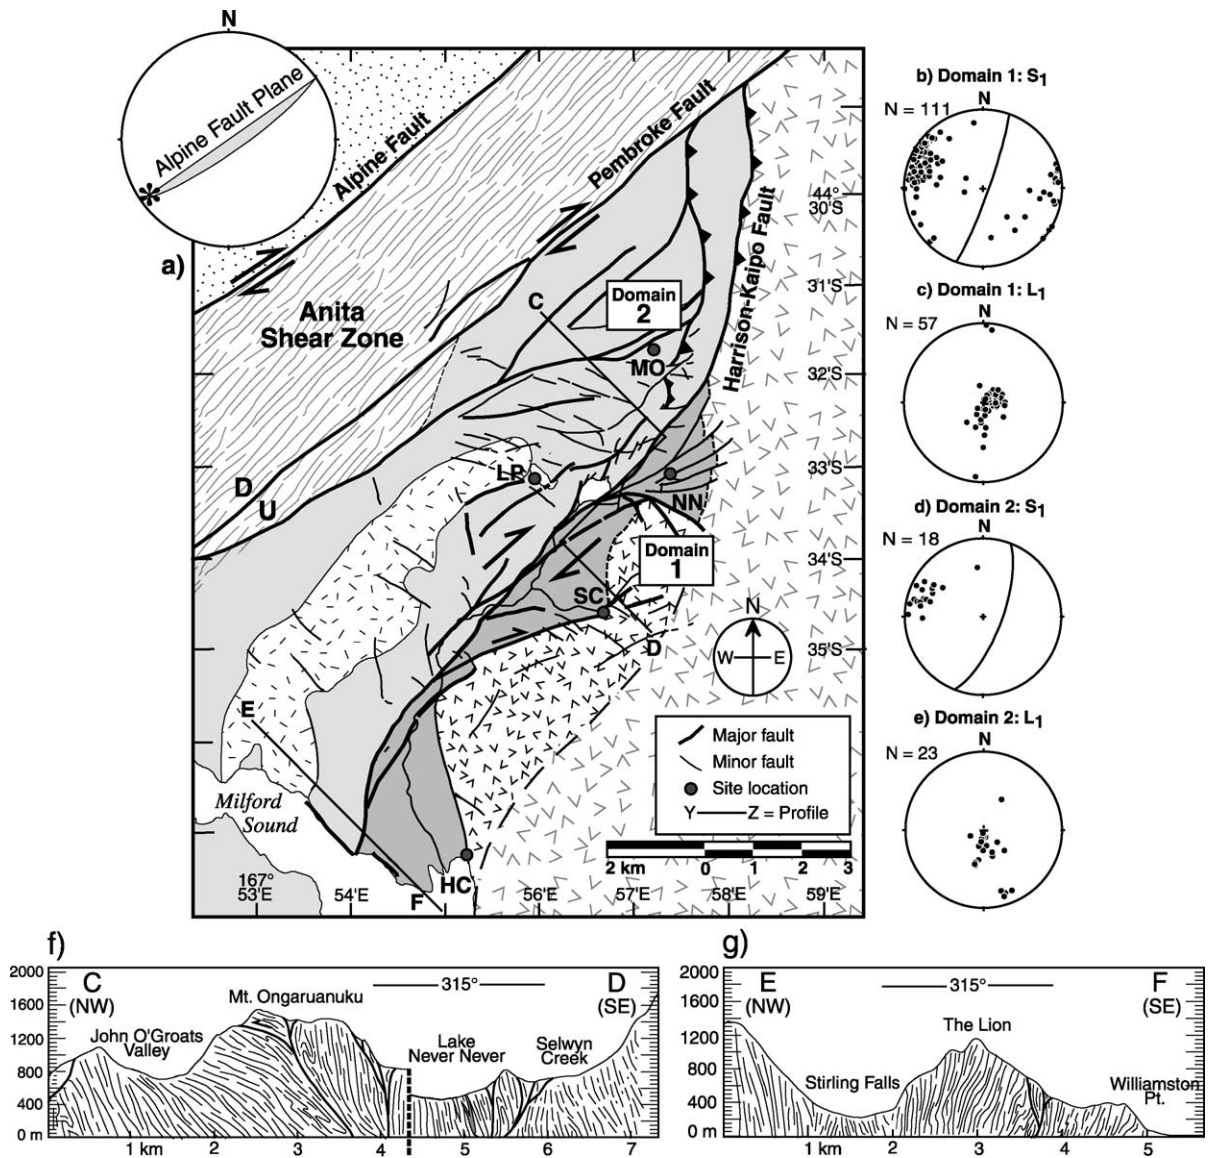 N
Alpine Fault Plane
a)
Alpine Fault
Pembroke Fault
Harrison-Kaipo Fault
Anita
Shear Zone
D
U
C
Domain
2
MO
LP
NN
Domain
1
SC
D
N
W
E
E
F
HC
Milford
Sound
Major fault
Minor fault
Site location
Y
Z = Profile
2 km
0
1
2
3
167°
53'E
54'E
56'E
57'E
58'E
59'E
44°
30'S
31'S
32'S
33'S
34'S
35'S
b) Domain 1: S1
N
N = 111
c) Domain 1: L1
N
N = 57
d) Domain 2: S1
N
N = 18
e) Domain 2: L1
N
N = 23
f)
2000
1600
1200
800
400
0 m
C
(NW)
315°
D
(SE)
Mt. Ongaruanuku
John O'Groats
Valley
Lake
Never Never
Selwyn
Creek
1 km
2
3
4
5
6
7
g)
2000
1600
1200
800
400
0 m
E
(NW)
315°
F
(SE)
The Lion
Stirling Falls
Williamston
Pt.
1 km
2
3
4
5